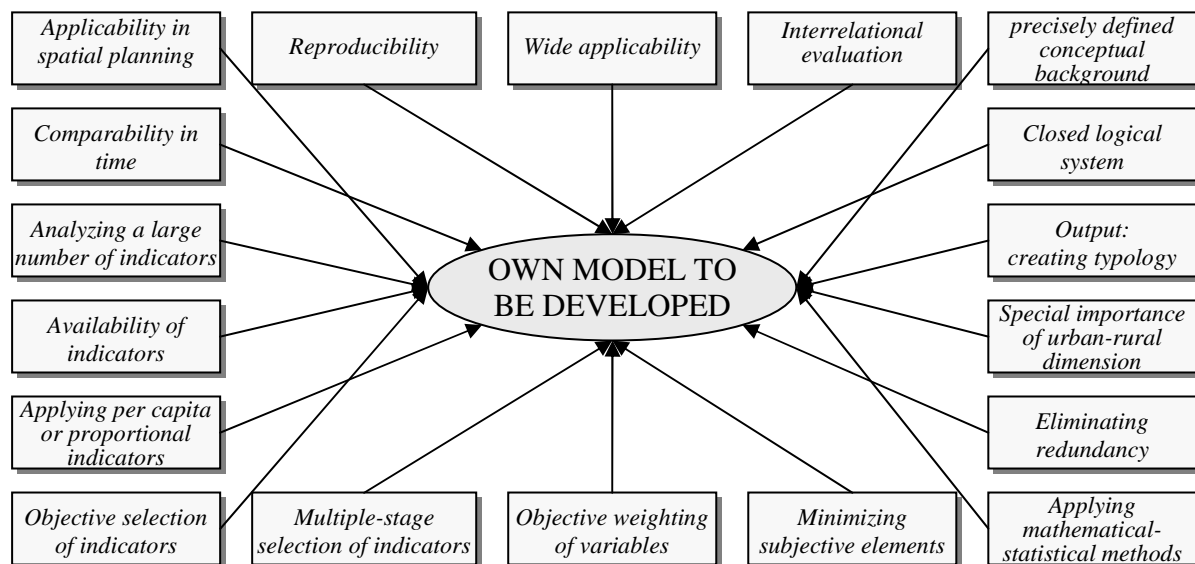 Applicability in
spatial planning
Reproducibility
Wide applicability
Interrelational
evaluation
precisely defined
conceptual
background
Comparability in
time
Closed logical
system
Analyzing a large
number of indicators
OWN MODEL TO
BE DEVELOPED
Output:
creating typology
Availability of
indicators
Special importance
of urban-rural
dimension
Applying per capita
or proportional
indicators
Eliminating
redundancy
Objective selection
of indicators
Multiple-stage
selection of indicators
Objective weighting
of variables
Minimizing
subjective elements
Applying
mathematical-
statistical methods